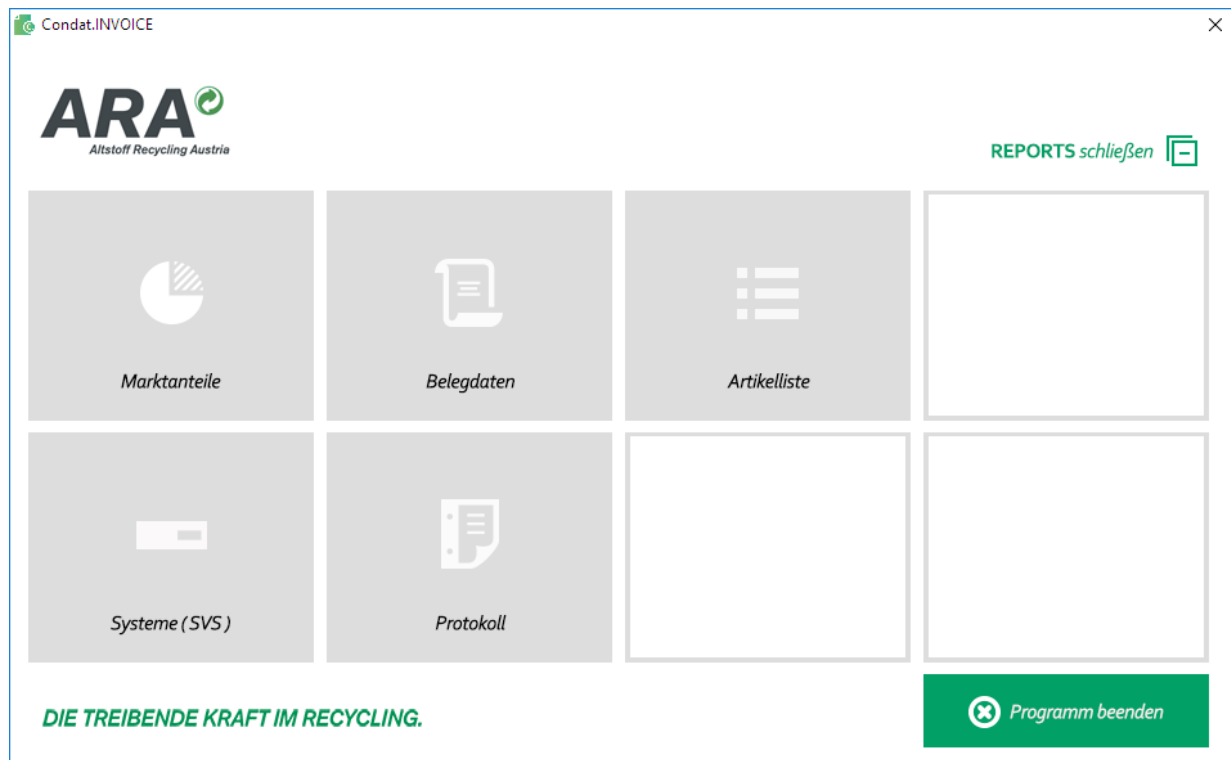 Condat.INVOICE
ARA
Altstoff Recycling Austria
REPORTS schließen
Marktanteile
Belegdaten
Artikelliste
Systeme ( SVS )
Protokoll
DIE TREIBENDE KRAFT IM RECYCLING.
Programm beenden